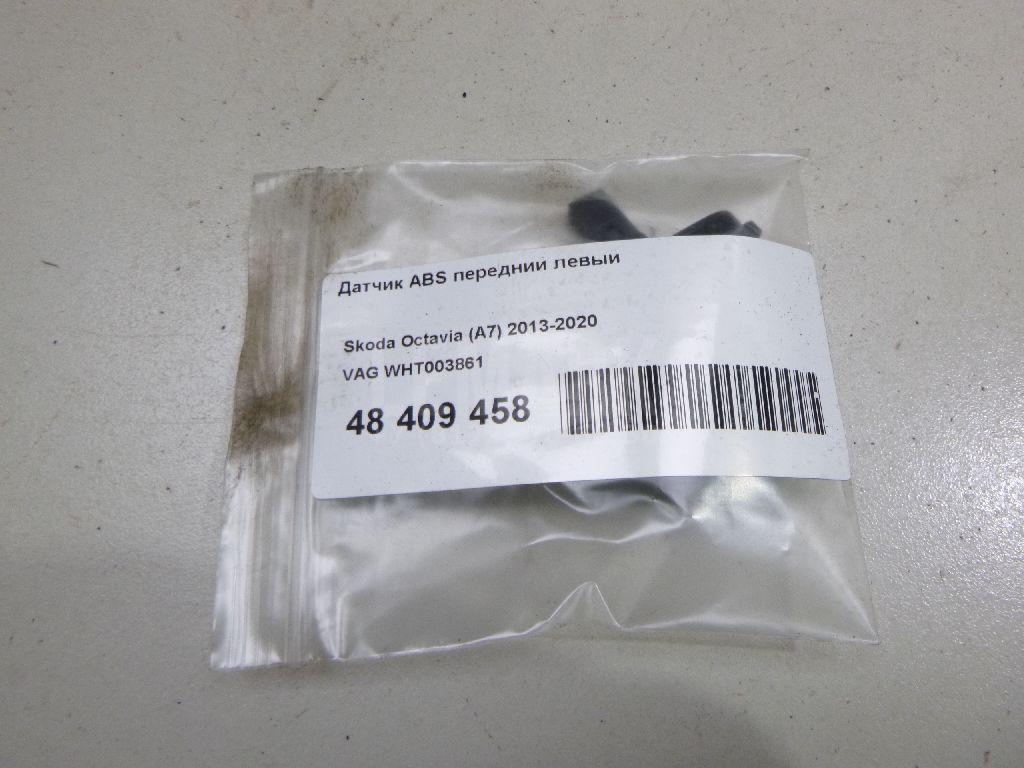 Датчик ABS передний левый
Skoda Octavia (A7) 2013-2020
VAG WHT003861
48 409 458